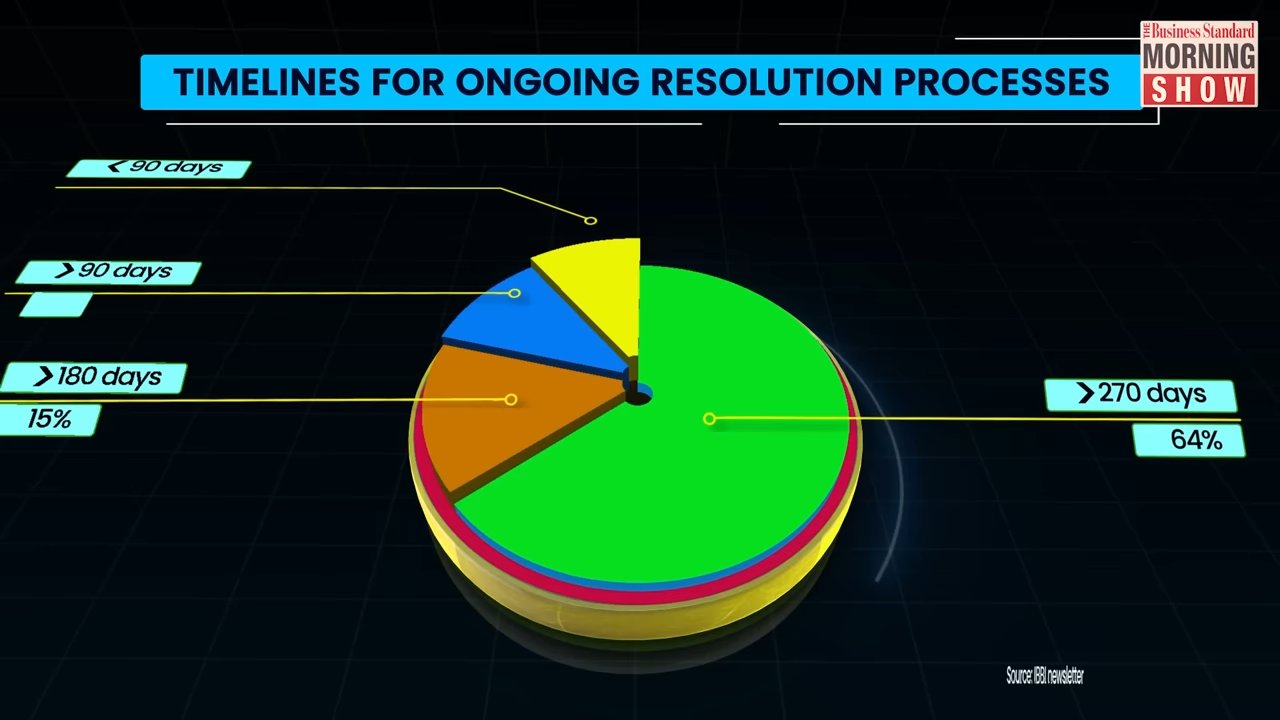 THE Business Standard
MORNING
SHOW
TIMELINES FOR ONGOING RESOLUTION PROCESSES
< 90 days
> 90 days
> 180 days
15%
> 270 days
64%
Source: IBBI newsletter